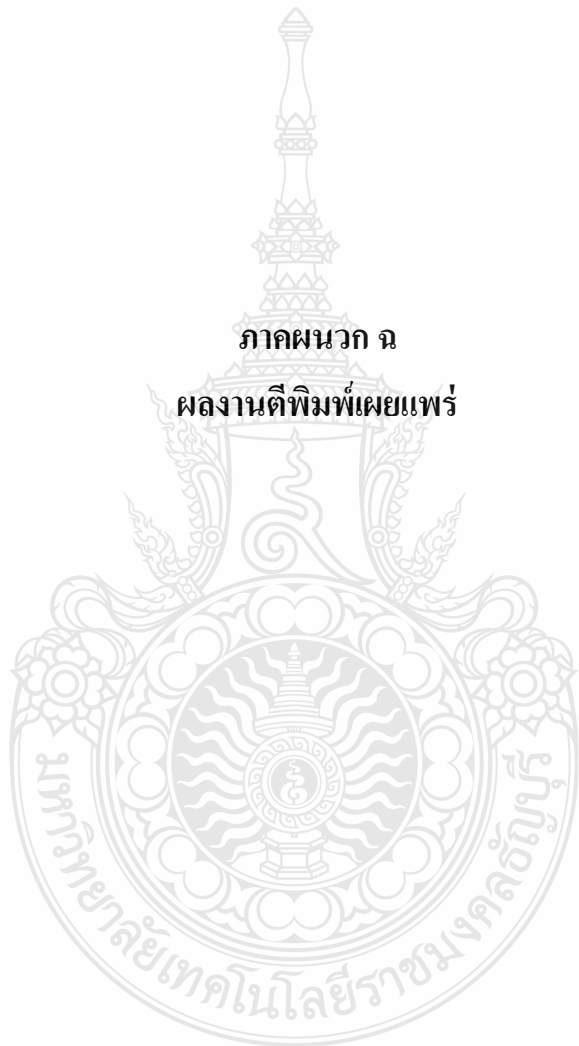 ภาคผนวก ฉ
ผลงานตีพิมพ์เผยแพร่
มหาวิทยาลัยเทคโนโลยีราชมงคลธัญบุรี